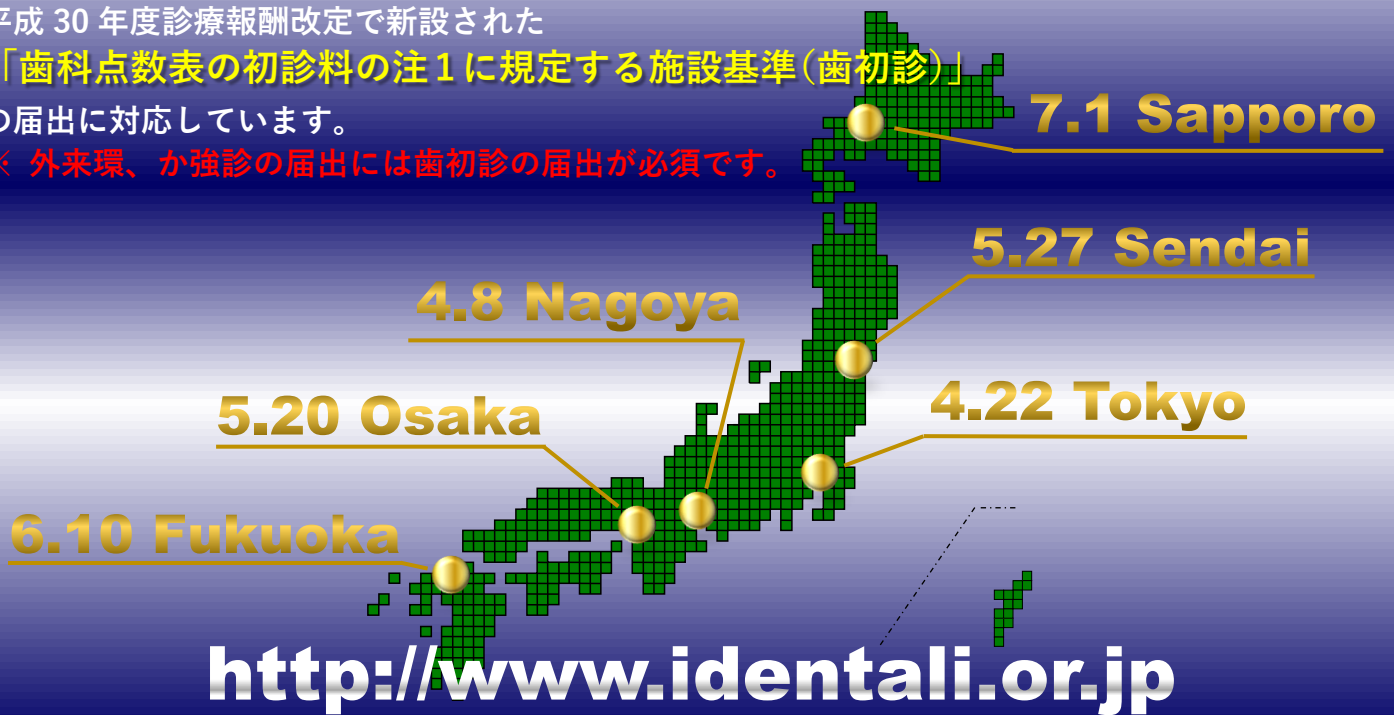 平成 30 年度診療報酬改定で新設された
「歯科点数表の初診料の注１に規定する施設基準(歯初診)」
の届出に対応しています。
※ 外来環、か強診の届出には歯初診の届出が必須です。
7.1 Sapporo
5.27 Sendai
4.8 Nagoya
4.22 Tokyo
5.20 Osaka
6.10 Fukuoka
http://www.identali.or.jp